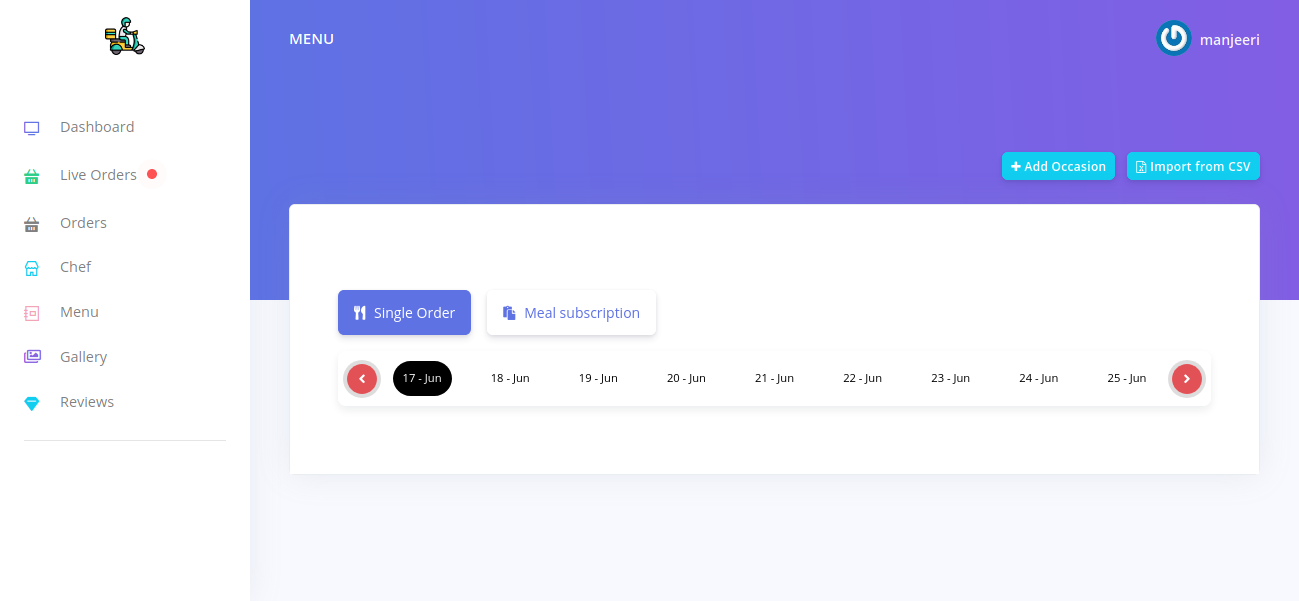 MENU
manjeeri
Dashboard
Live Orders
Orders
Chef
Menu
Gallery
Reviews
Add Occasion
Import from CSV
Single Order
Meal subscription
17 - Jun 18 - Jun 19 - Jun 20 - Jun 21 - Jun 22 - Jun 23 - Jun 24 - Jun 25 - Jun